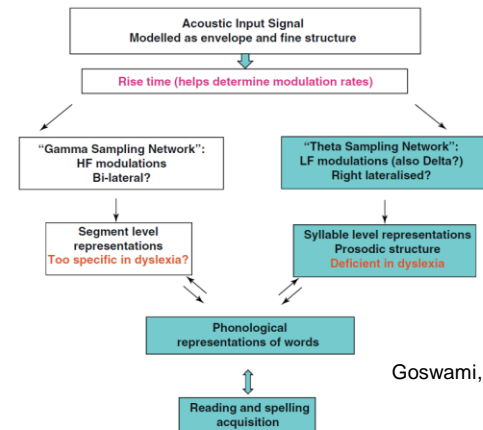 Acoustic Input Signal
Modelled as envelope and fine structure
Rise time (helps determine modulation rates)
“Gamma Sampling Network”:
HF modulations
Bi-lateral?
“Theta Sampling Network”:
LF modulations (also Delta?)
Right lateralised?
Segment level
representations
Too specific in dyslexia?
Syllable level representations
Prosodic structure
Deficient in dyslexia
Phonological
representations of words
Goswami,
Reading and spelling
acquisition